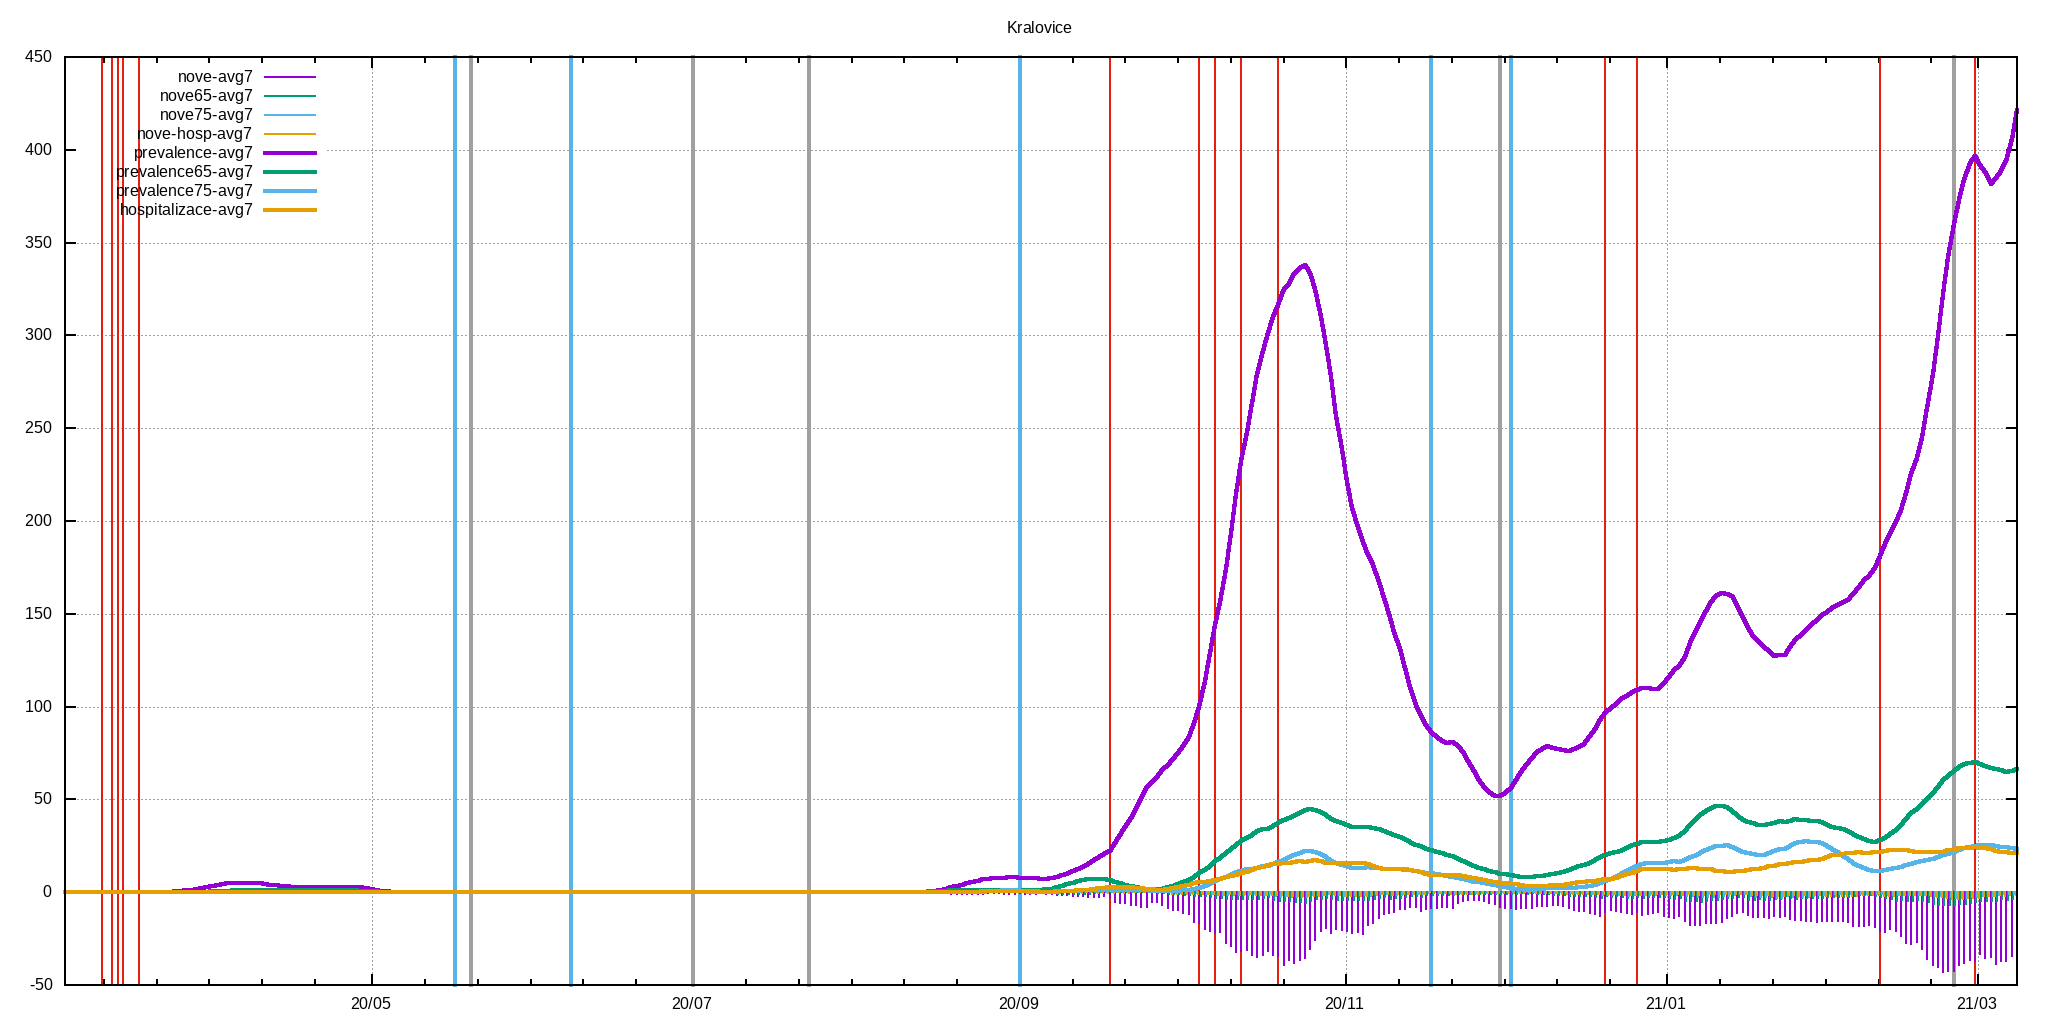 Kralovice
450
400
350
300
250
200
150
100
50
0
-50
nove-avg7
nove65-avg7
nove75-avg7
nove-hosp-avg7
prevalence-avg7
prevalence65-avg7
prevalence75-avg7
hospitalizace-avg7
20/05
20/07
20/09
20/11
21/01
21/03